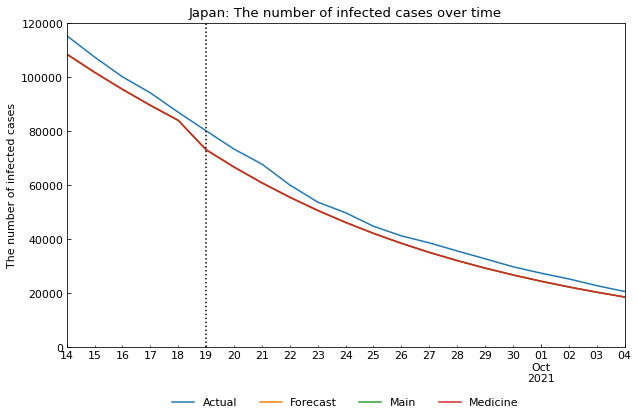 Japan: The number of infected cases over time
The number of infected cases
120000
100000
80000
60000
40000
20000
0
14 15 16 17 18 19 20 21 22 23 24 25 26 27 28 29 30 01 02 03 04
Oct
2021
Actual Forecast Main Medicine